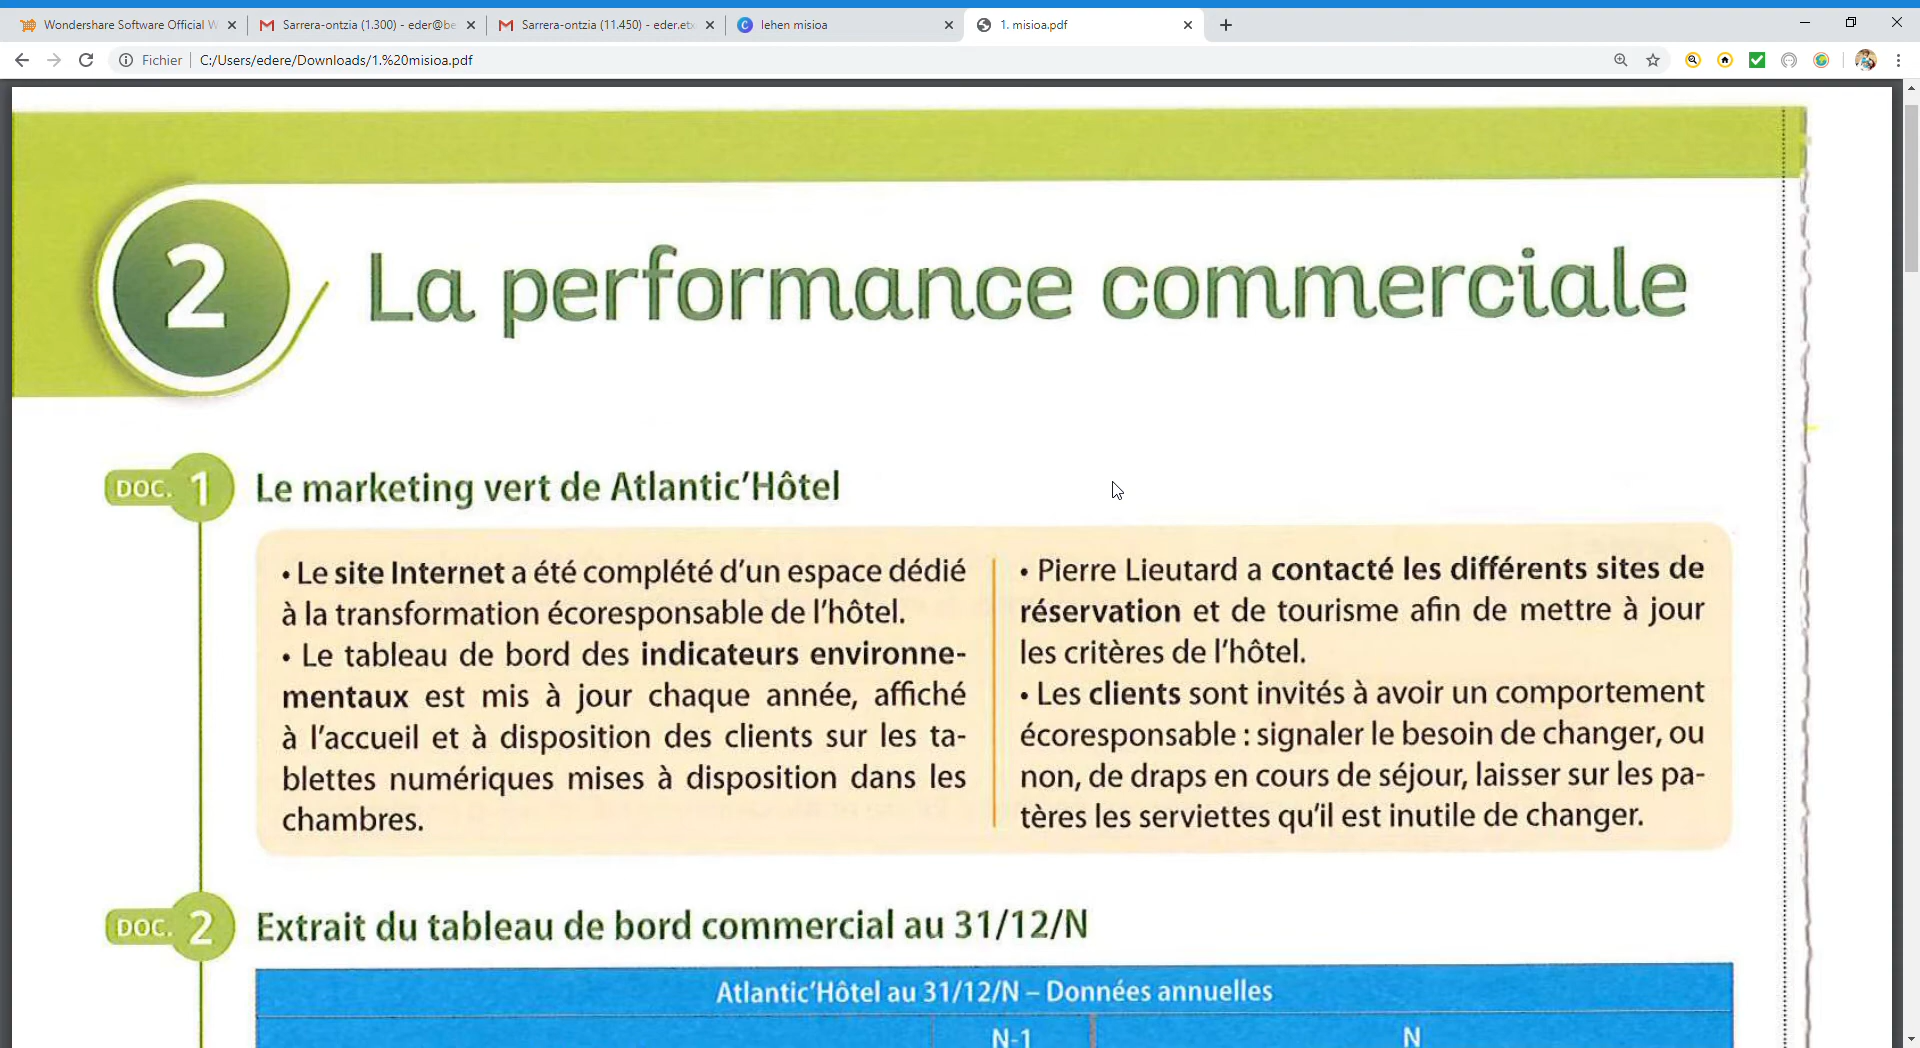 Wondershare Software Official W
Sarrera-ontzia (1.300) - eder@be
Sarrera-ontzia (11.450) - eder.etx
lehen misioa
1. misioa.pdf
Fichier
C:/Users/edere/Downloads/1.%20misioa.pdf
2
La performance commerciale
DOC. 1
Le marketing vert de Atlantic'Hôtel
• Le site Internet a été complété d'un espace dédié
à la transformation écoresponsable de l'hôtel.
• Le tableau de bord des indicateurs environne-
mentaux est mis à jour chaque année, affiché
à l'accueil et à disposition des clients sur les ta-
blettes numériques mises à disposition dans les
chambres.
• Pierre Lieutard a contacté les différents sites de
réservation et de tourisme afin de mettre à jour
les critères de l'hôtel.
• Les clients sont invités à avoir un comportement
écoresponsable : signaler le besoin de changer, ou
non, de draps en cours de séjour, laisser sur les pa-
tères les serviettes qu'il est inutile de changer.
DOC. 2
Extrait du tableau de bord commercial au 31/12/N
Atlantic'Hôtel au 31/12/N – Données annuelles
N-1
N